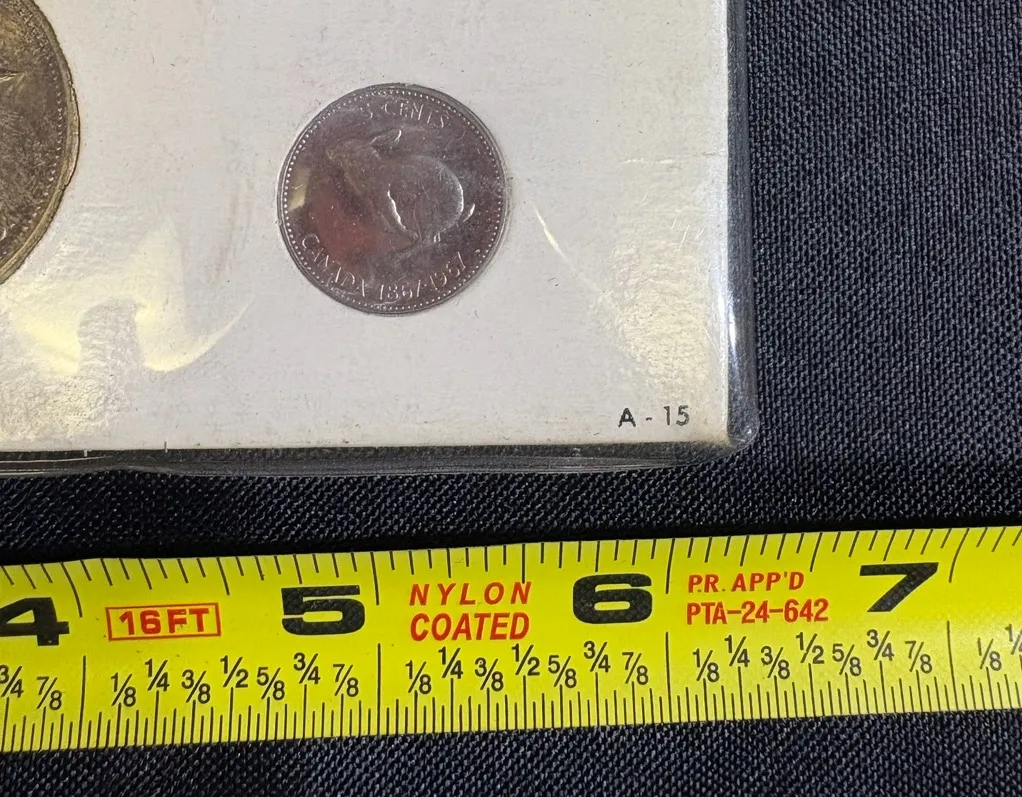 5 CENTS
CANADA 1867-1967
A - 15
4 16FT 5 NYLON COATED 6 P.R. APP'D PTA-24-642 7
3/4 7/8 1/8 1/4 3/8 1/2 5/8 3/4 7/8 1/8 1/4 3/8 1/2 5/8 3/4 7/8 1/8 1/4 3/8 1/2 5/8 3/4 7/8 1/8 1/4